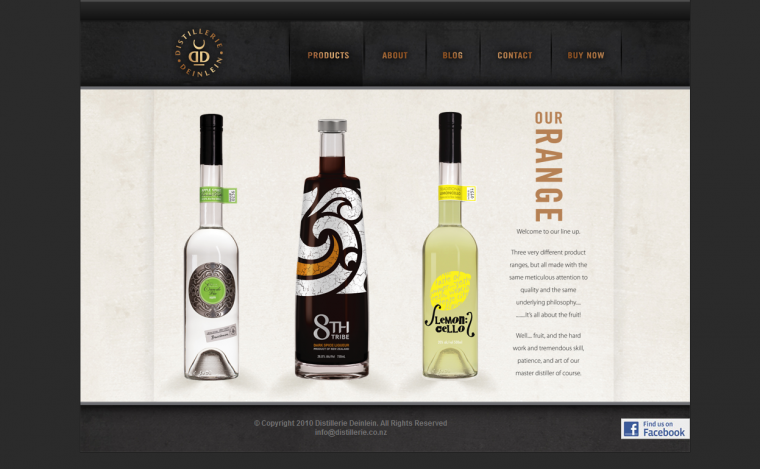 DISTILLERIE
DEINLEIN
PRODUCTS
ABOUT
BLOG
CONTACT
BUY NOW
OUR
RANGE
Welcome to our line up.
Three very different product
ranges, but all made with the
same meticulous attention to
quality and the same
underlying philosophy....
......It's all about the fruit!
Well.... fruit, and the hard
work and tremendous skill,
patience, and art of our
master distiller of course.
8TH
TRIBE
LEMON:
CELLO
© Copyright 2010 Distillerie Deinlein. All Rights Reserved
info@distillerie.co.nz
Find us on
Facebook